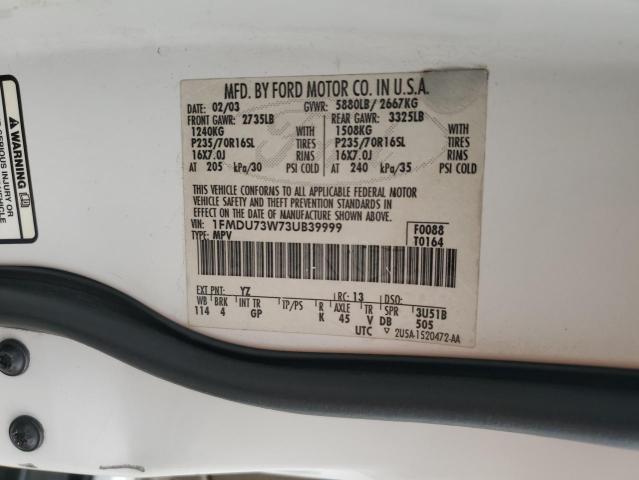 MFD. BY FORD MOTOR CO. IN U.S.A.
DATE: 02/03 GVWR: 5880LB/ 2667KG
FRONT GAWR: 2735LB REAR GAWR: 3325LB
1240KG WITH 1508KG WITH
P235/70R16SL TIRES P235/70R16SL TIRES
16X7.0J RIMS 16X7.0J RIMS
AT 205 kPa/30 PSI COLD AT 240 kPa/35 PSI COLD
THIS VEHICLE CONFORMS TO ALL APPLICABLE FEDERAL MOTOR
VEHICLE SAFETY AND THEFT PREVENTION STANDARDS IN
EFFECT ON THE DATE OF MANUFACTURE SHOWN ABOVE.
VIN: 1FMDU73W73UB39999 F0088
TYPE: MPV T0164
EXT PNT: YZ RC: 13 DSO:
WB BRK INT TR TP/PS R AXLE TR SPR 3U51B
114 4 GP K 45 V DB 505
UTC ▽ 2U5A-1520472-AA
SERIOUS INJURY OR
VEHICLE